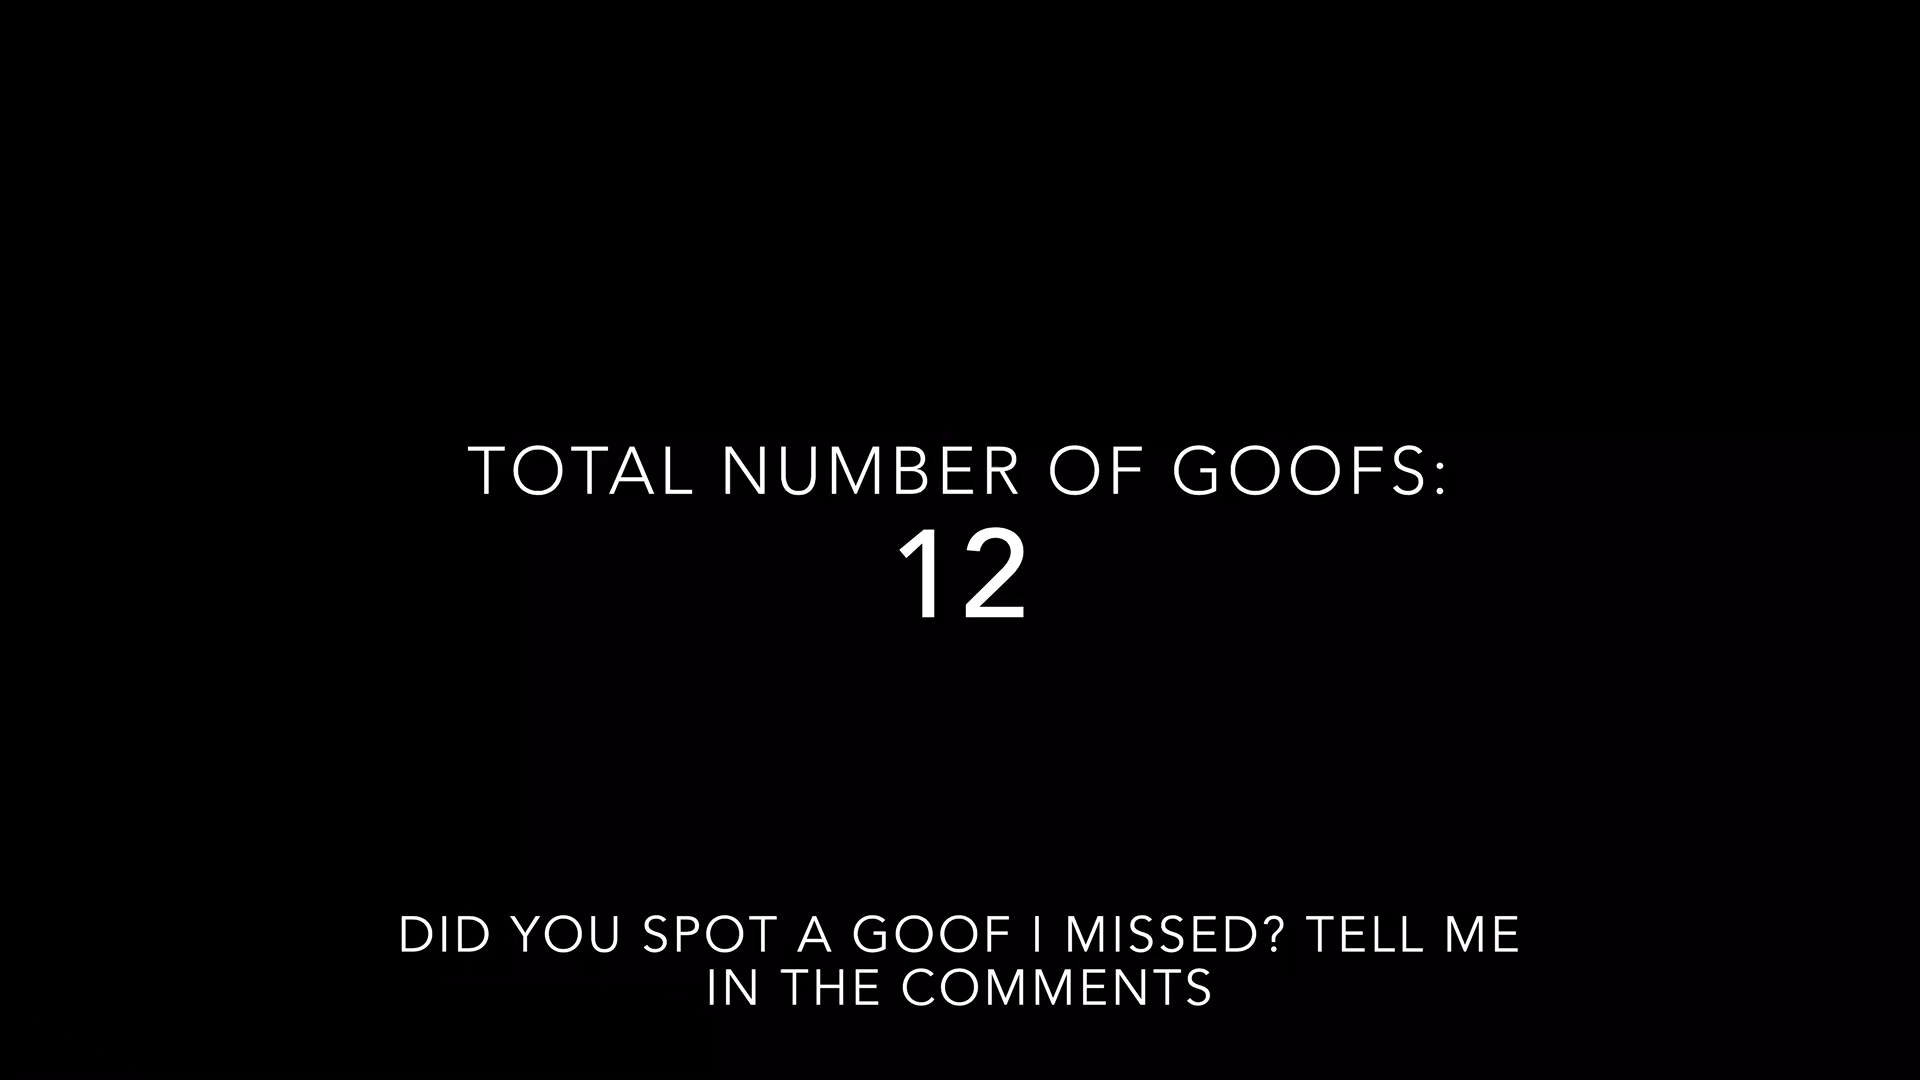 TOTAL NUMBER OF GOOFS:
12
DID YOU SPOT A GOOF I MISSED? TELL ME
IN THE COMMENTS